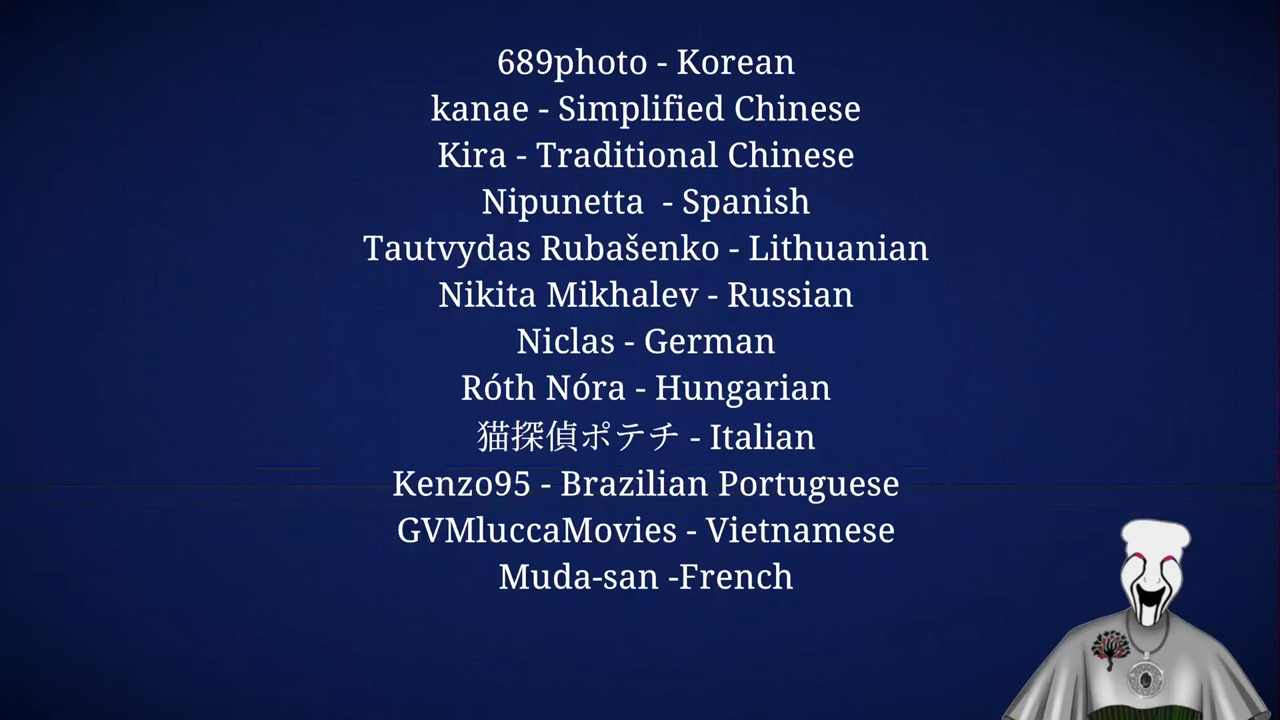 689photo - Korean
kanae - Simplified Chinese
Kira - Traditional Chinese
Nipunetta  - Spanish
Tautvydas Rubašenko - Lithuanian
Nikita Mikhalev - Russian
Niclas - German
Róth Nóra - Hungarian
猫探偵ポテチ - Italian
Kenzo95 - Brazilian Portuguese
GVMluccaMovies - Vietnamese
Muda-san -French